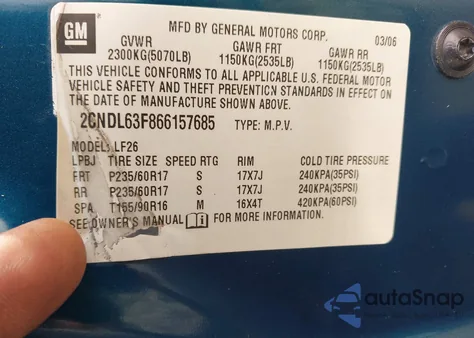 GM
MFD BY GENERAL MOTORS CORP.
03/06
GVWR GAWR FRT GAWR RR
2300KG(5070LB) 1150KG(2535LB) 1150KG(2535LB)
THIS VEHICLE CONFORMS TO ALL APPLICABLE U.S. FEDERAL MOTOR
VEHICLE SAFETY AND THEFT PREVENTION STANDARDS IN EFFECT ON
THE DATE OF MANUFACTURE SHOWN ABOVE.
2CNDL63F866157685 TYPE: M.P.V.
MODEL: LF26
LPBJ TIRE SIZE SPEED RTG RIM COLD TIRE PRESSURE
FRT P235/60R17 S 17X7J 240KPA(35PSI)
RR P235/60R17 S 17X7J 240KPA(35PSI)
SPA T165/90R16 M 16X4T 420KPA(60PSI)
SEE OWNER'S MANUAL FOR MORE INFORMATION
autoSnap